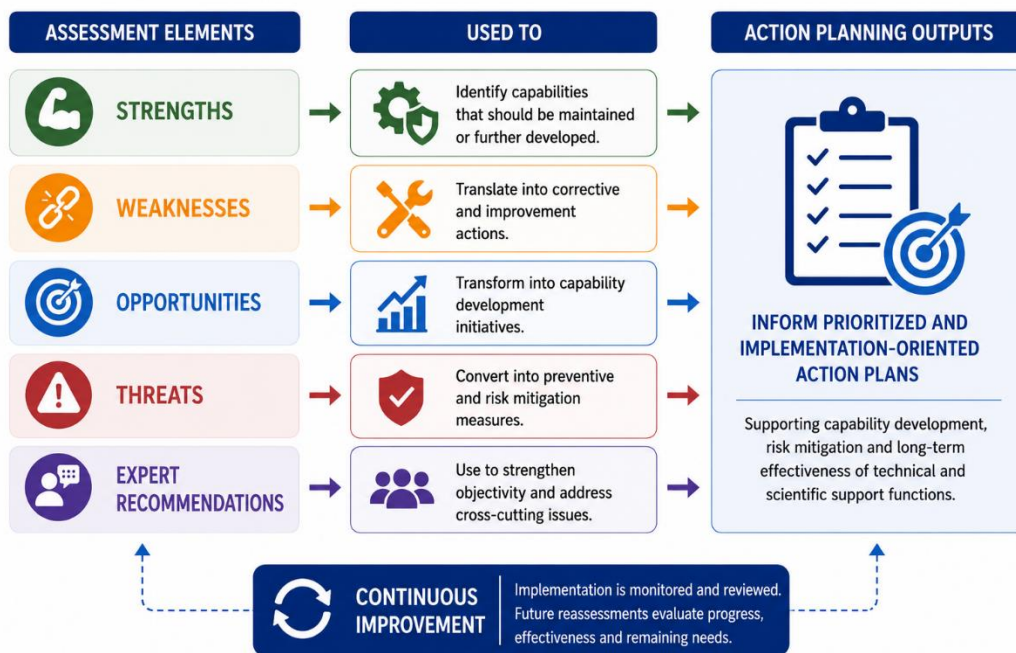 ASSESSMENT ELEMENTS
USED TO
ACTION PLANNING OUTPUTS
STRENGTHS
Identify capabilities
that should be maintained
or further developed.
WEAKNESSES
Translate into corrective
and improvement
actions.
OPPORTUNITIES
Transform into capability
development
initiatives.
THREATS
Convert into preventive
and risk mitigation
measures.
EXPERT
RECOMMENDATIONS
Use to strengthen
objectivity and address
cross-cutting issues.
INFORM PRIORITIZED AND
IMPLEMENTATION-ORIENTED
ACTION PLANS
Supporting capability development,
risk mitigation and long-term
effectiveness of technical and
scientific support functions.
CONTINUOUS
IMPROVEMENT
Implementation is monitored and reviewed.
Future reassessments evaluate progress,
effectiveness and remaining needs.